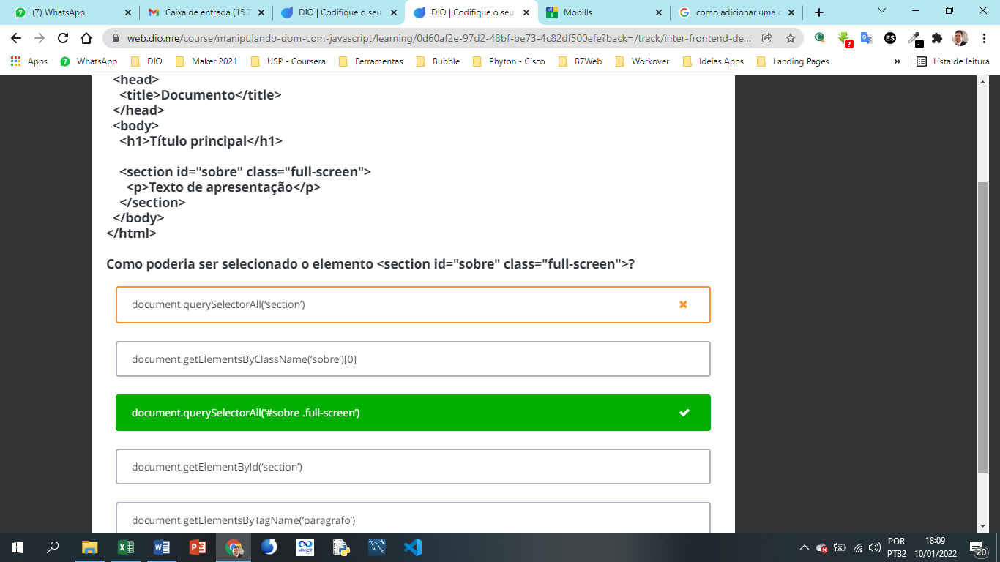 (7) WhatsApp
Caixa de entrada (15.7
DIO | Codifique o seu
DIO | Codifique o seu
Mobills
como adicionar uma c
web.dio.me/course/manipulando-dom-com-javascript/learning/0d60af2e-97d2-48bf-be73-4c82df500efe?back=/track/inter-frontend-de...
Apps
WhatsApp
DIO
Maker 2021
USP - Coursera
Ferramentas
Bubble
Phyton - Cisco
B7Web
Workover
Ideias Apps
Landing Pages
»
Lista de leitura
<head>
<title>Documento</title>
</head>
<body>
<h1>Título principal</h1>
<section id="sobre" class="full-screen">
<p>Texto de apresentação</p>
</section>
</body>
</html>
Como poderia ser selecionado o elemento <section id="sobre" class="full-screen">?
document.querySelectorAll(‘section’)
document.getElementsByClassName(‘sobre’)[0]
document.querySelectorAll(‘#sobre .full-screen’)
document.getElementById(‘section’)
document.getElementsByTagName(‘paragrafo’)
POR
PTB2
18:09
10/01/2022
20